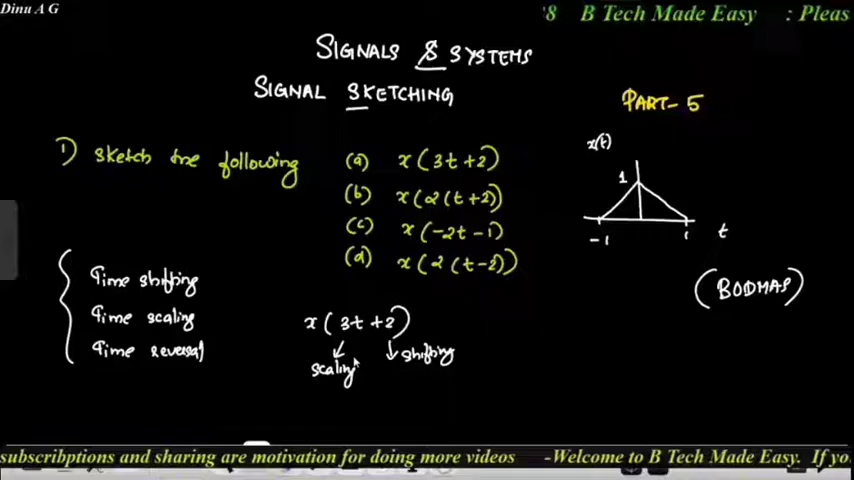 Dinu A G
8 B Tech Made Easy : Pleas
SIGNALS & SYSTEMS
SIGNAL SKETCHING
PART-5
1) Sketch the following
(a) x(3t+2)
(b) x(2(t+2))
(c) x(-2t-1)
(d) x(2(t-2))
x(t)
1
-1
1
t
(BODMAS)
Time shifting
Time scaling
Time reversal
x(3t+2)
scaling
shifting
subscribptions and sharing are motivation for doing more videos -Welcome to B Tech Made Easy. If yo